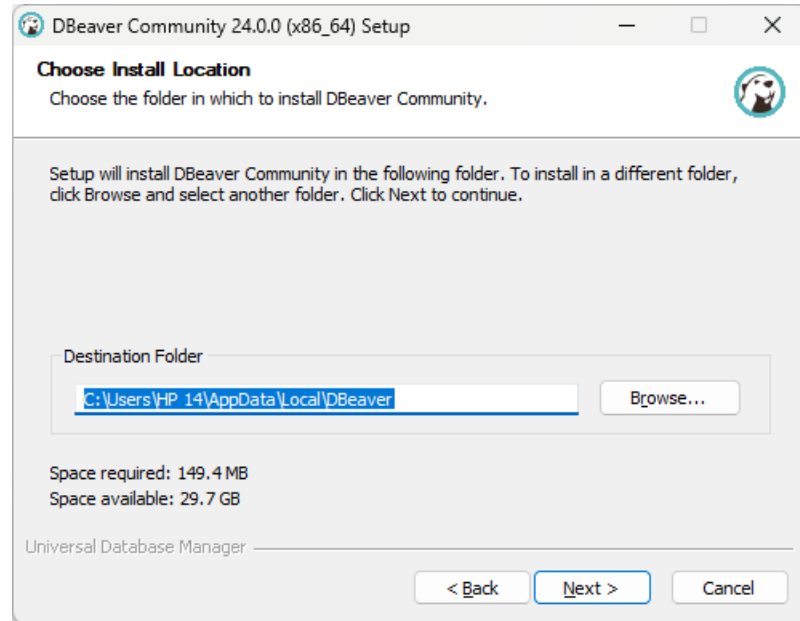 DBeaver Community 24.0.0 (x86_64) Setup
Choose Install Location
Choose the folder in which to install DBeaver Community.
Setup will install DBeaver Community in the following folder. To install in a different folder,
click Browse and select another folder. Click Next to continue.
Destination Folder
C:\Users\HP 14\AppData\Local\DBeaver
Browse...
Space required: 149.4 MB
Space available: 29.7 GB
Universal Database Manager
< Back Next > Cancel